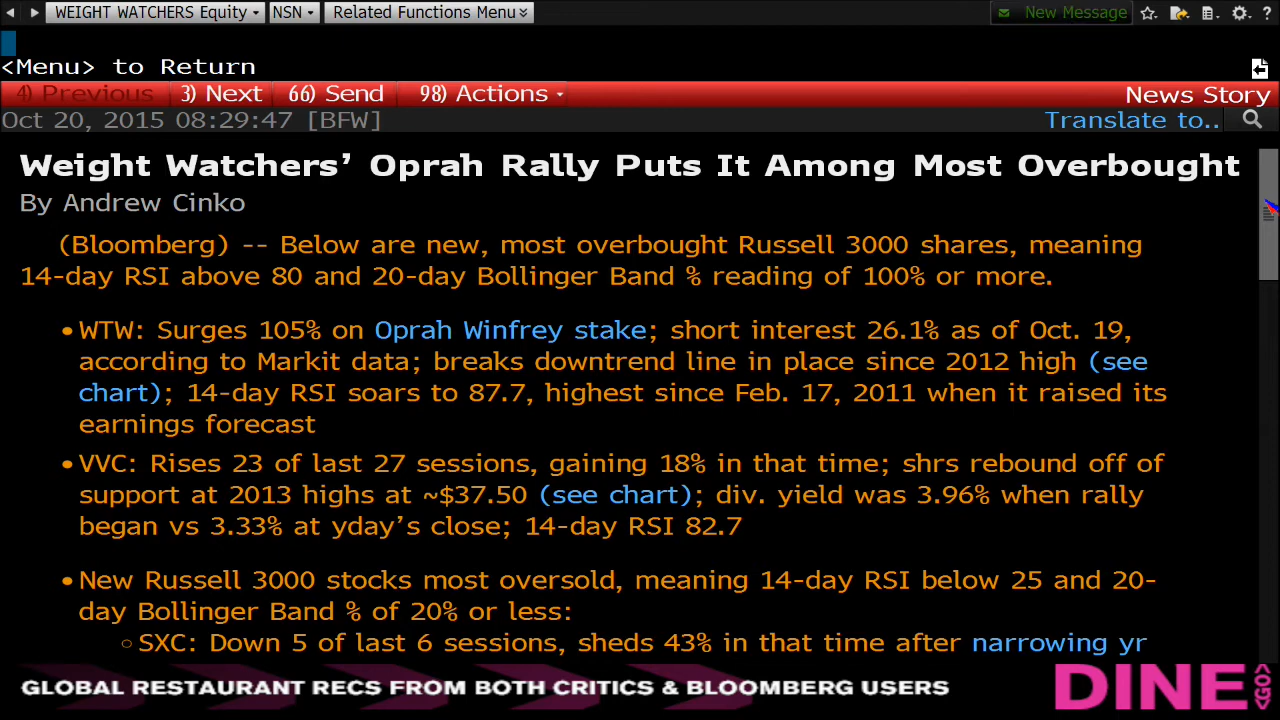 WEIGHT WATCHERS Equity NSN Related Functions Menu New Message ?
<Menu> to Return
4) Previous 3) Next 66) Send 98) Actions News Story
Oct 20, 2015 08:29:47 [BFW] Translate to..
Weight Watchers’ Oprah Rally Puts It Among Most Overbought
By Andrew Cinko
(Bloomberg) -- Below are new, most overbought Russell 3000 shares, meaning
14-day RSI above 80 and 20-day Bollinger Band % reading of 100% or more.
• WTW: Surges 105% on Oprah Winfrey stake; short interest 26.1% as of Oct. 19,
according to Markit data; breaks downtrend line in place since 2012 high (see
chart); 14-day RSI soars to 87.7, highest since Feb. 17, 2011 when it raised its
earnings forecast
• VVC: Rises 23 of last 27 sessions, gaining 18% in that time; shrs rebound off of
support at 2013 highs at ~$37.50 (see chart); div. yield was 3.96% when rally
began vs 3.33% at yday’s close; 14-day RSI 82.7
• New Russell 3000 stocks most oversold, meaning 14-day RSI below 25 and 20-
day Bollinger Band % of 20% or less:
○ SXC: Down 5 of last 6 sessions, sheds 43% in that time after narrowing yr
GLOBAL RESTAURANT RECS FROM BOTH CRITICS & BLOOMBERG USERS DINE <GO>